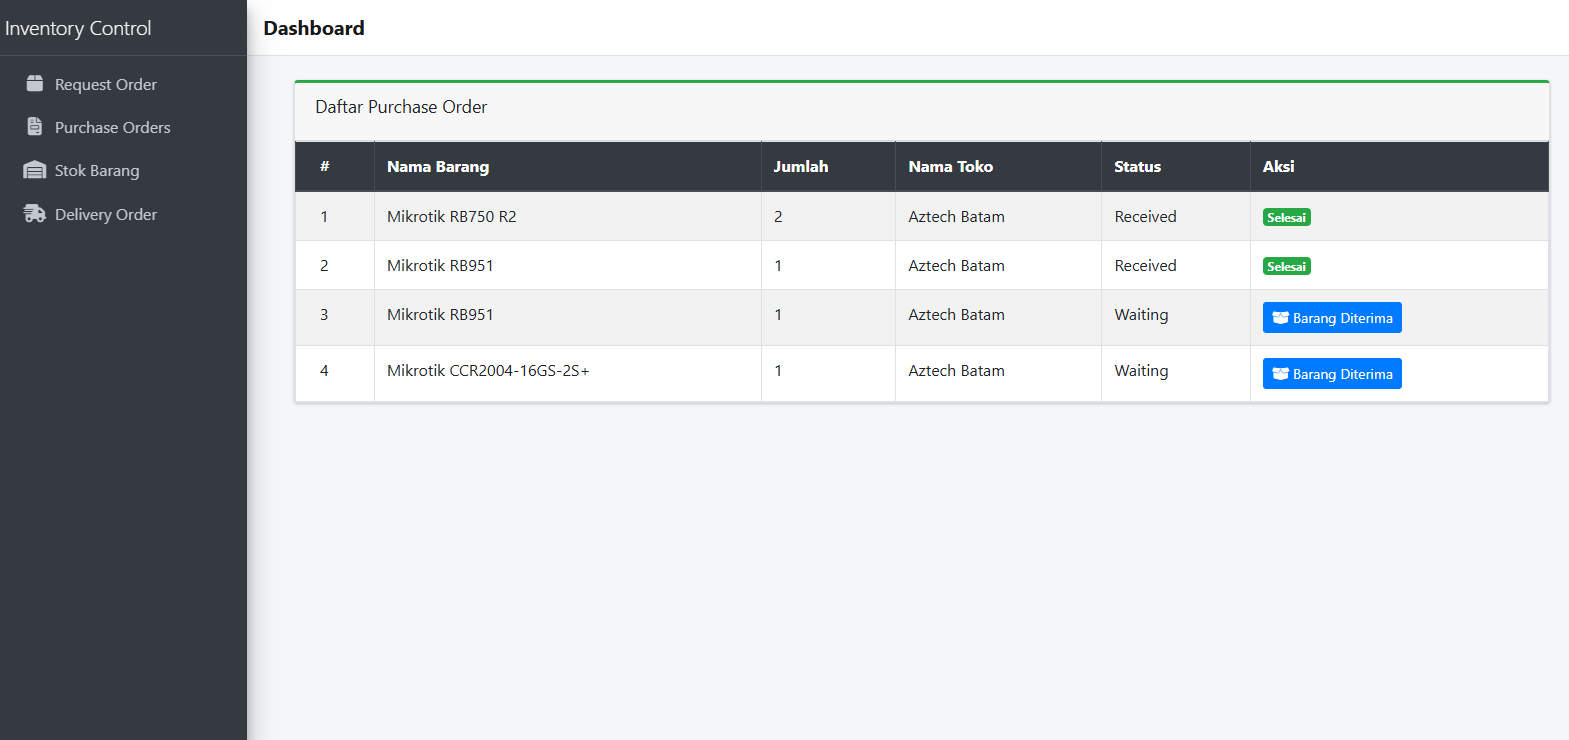 Inventory Control
Dashboard
Request Order
Purchase Orders
Stok Barang
Delivery Order
Daftar Purchase Order
# Nama Barang Jumlah Nama Toko Status Aksi
1 Mikrotik RB750 R2 2 Aztech Batam Received Selesai
2 Mikrotik RB951 1 Aztech Batam Received Selesai
3 Mikrotik RB951 1 Aztech Batam Waiting Barang Diterima
4 Mikrotik CCR2004-16GS-2S+ 1 Aztech Batam Waiting Barang Diterima